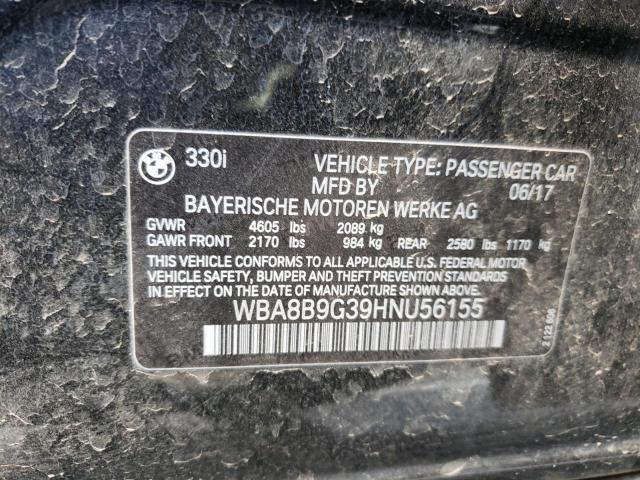 330i VEHICLE TYPE: PASSENGER CAR
MFD BY 06/17
BAYERISCHE MOTOREN WERKE AG
GVWR 4605 lbs 2089 kg
GAWR FRONT 2170 lbs 984 kg REAR 2580 lbs 1170 kg
THIS VEHICLE CONFORMS TO ALL APPLICABLE U.S. FEDERAL MOTOR
VEHICLE SAFETY, BUMPER AND THEFT PREVENTION STANDARDS
IN EFFECT ON THE DATE OF MANUFACTURE SHOWN ABOVE.
WBA8B9G39HNU56155